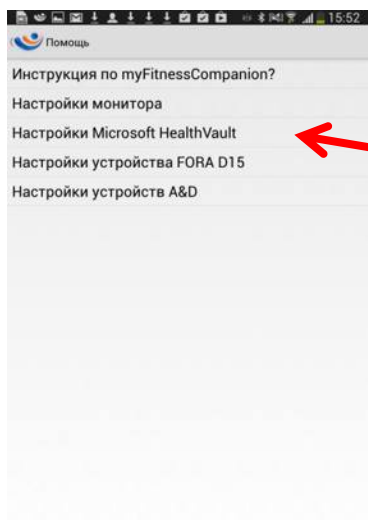 15:52
Помощь
Инструкция по myFitnessCompanion?
Настройки монитора
Настройки Microsoft HealthVault
Настройки устройства FORA D15
Настройки устройств A&D